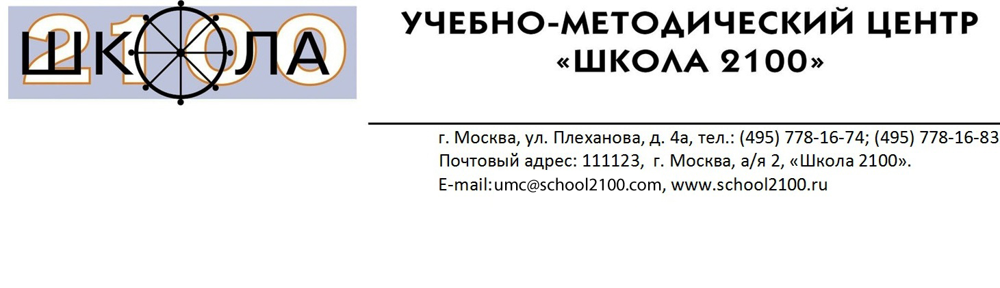 ШКОЛА
2100
УЧЕБНО-МЕТОДИЧЕСКИЙ ЦЕНТР
«ШКОЛА 2100»
г. Москва, ул. Плеханова, д. 4а, тел.: (495) 778-16-74; (495) 778-16-83
Почтовый адрес: 111123, г. Москва, а/я 2, «Школа 2100».
E-mail: umc@school2100.com, www.school2100.ru